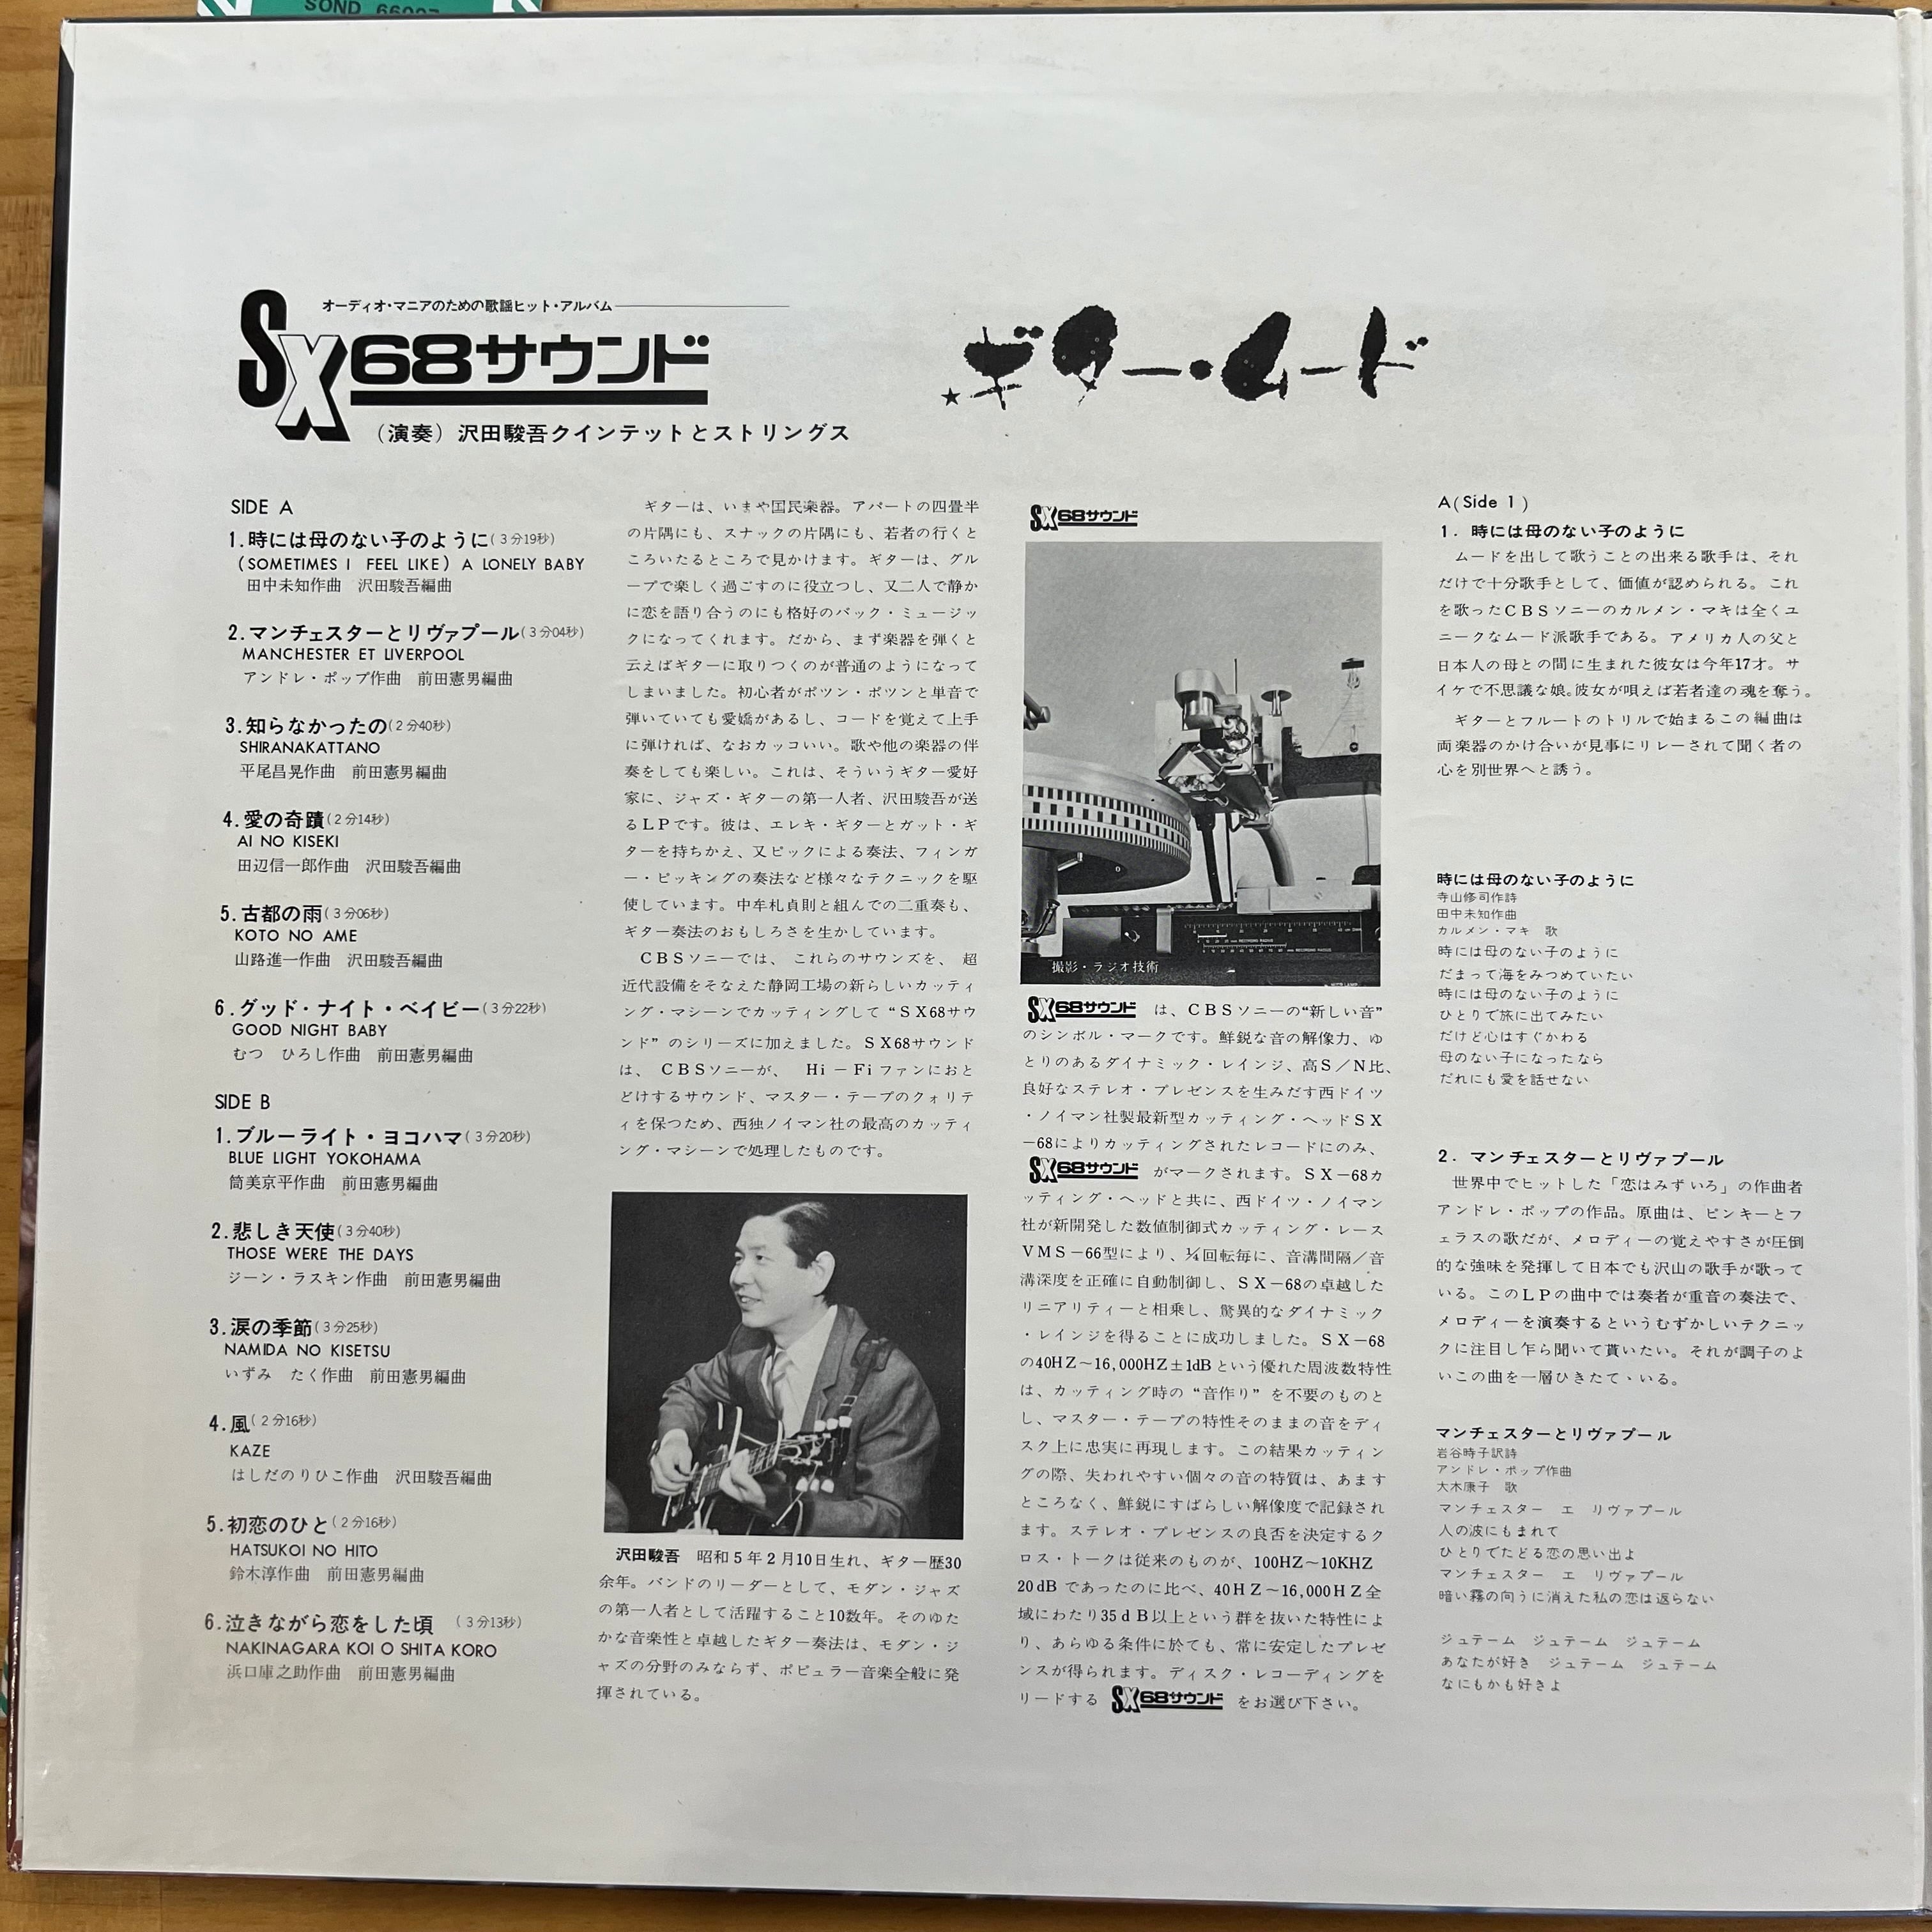 SOND 66027
オーディオ・マニアのための歌謡ヒット・アルバム
SX68サウンド
★ギター・ムード
（演奏）沢田駿吾クインテットとストリングス
SIDE A
1.時には母のない子のように(3分19秒)
(SOMETIMES I FEEL LIKE) A LONELY BABY
田中未知作曲 沢田駿吾編曲
2.マンチェスターとリヴァプール(3分04秒)
MANCHESTER ET LIVERPOOL
アンドレ・ポップ作曲 前田憲男編曲
3.知らなかったの(2分40秒)
SHIRANAKATTANO
平尾昌晃作曲 前田憲男編曲
4.愛の奇蹟(2分14秒)
AI NO KISEKI
田辺信一郎作曲 沢田駿吾編曲
5.古都の雨(3分06秒)
KOTO NO AME
山路進一作曲 沢田駿吾編曲
6.グッド・ナイト・ベイビー(3分22秒)
GOOD NIGHT BABY
むつ ひろし作曲 前田憲男編曲
SIDE B
1.ブルーライト・ヨコハマ(3分20秒)
BLUE LIGHT YOKOHAMA
筒美京平作曲 前田憲男編曲
2.悲しき天使(3分40秒)
THOSE WERE THE DAYS
ジーン・ラスキン作曲 前田憲男編曲
3.涙の季節(3分25秒)
NAMIDA NO KISETSU
いずみ たく作曲 前田憲男編曲
4.風(2分16秒)
KAZE
はしだのりひこ作曲 沢田駿吾編曲
5.初恋のひと(2分16秒)
HATSUKOI NO HITO
鈴木淳作曲 前田憲男編曲
6.泣きながら恋をした頃 (3分13秒)
NAKINAGARA KOI O SHITA KORO
浜口庫之助作曲 前田憲男編曲
ギターは、いまや国民楽器。アパートの四畳半
の片隅にも、スナックの片隅にも、若者の行くと
ころいたるところで見かけます。ギターは、グル
ープで楽しく過ごすのに役立つし、又二人で静か
に恋を語り合うのにも格好のバック・ミュージッ
クになってくれます。だから、まず楽器を弾くと
云えばギターに取りつくのが普通のようになって
しまいました。初心者がポツン・ポツンと単音で
弾いていても愛嬌があるし、コードを覚えて上手
に弾ければ、なおカッコいい。歌や他の楽器の伴
奏をしても楽しい。これは、そういうギター愛好
家に、ジャズ・ギターの第一人者、沢田駿吾が送
るLPです。彼は、エレキ・ギターとガット・ギ
ターを持ちかえ、又ピックによる奏法、フィンガ
ー・ピッキングの奏法など様々なテクニックを駆
使しています。中牟札貞則と組んでの二重奏も、
ギター奏法のおもしろさを生かしています。
CBSソニーでは、これらのサウンズを、超
近代設備をそなえた静岡工場の新らしいカッティ
ング・マシーンでカッティングして“SX68サウ
ンド”のシリーズに加えました。SX68サウンド
は、CBSソニーが、Hi－Fiファンにおと
どけするサウンド、マスター・テープのクォリテ
ィを保つため、西独ノイマン社の最高のカッティ
ング・マシーンで処理したものです。
沢田駿吾 昭和5年2月10日生れ、ギター歴30
余年。バンドのリーダーとして、モダン・ジャズ
の第一人者として活躍すること10数年。そのゆた
かな音楽性と卓越したギター奏法は、モダン・ジ
ャズの分野のみならず、ポピュラー音楽全般に発
揮されている。
SX68サウンド
撮影・ラジオ技術
SX68サウンド は、CBSソニーの“新しい音”
のシンボル・マークです。鮮鋭な音の解像力、ゆ
とりのあるダイナミック・レインジ、高S／N比、
良好なステレオ・プレゼンスを生みだす西ドイツ
・ノイマン社製最新型カッティング・ヘッドSX
－68によりカッティングされたレコードにのみ、
SX68サウンド がマークされます。SX－68カ
ッティング・ヘッドと共に、西ドイツ・ノイマン
社が新開発した数値制御式カッティング・レース
VMS－66型により、¼回転毎に、音溝間隔／音
溝深度を正確に自動制御し、SX－68の卓越した
リニアリティーと相乗し、驚異的なダイナミック
・レインジを得ることに成功しました。SX－68
の40HZ～16,000HZ±1dBという優れた周波数特性
は、カッティング時の“音作り”を不要のものと
し、マスター・テープの特性そのままの音をディ
スク上に忠実に再現します。この結果カッティン
グの際、失われやすい個々の音の特質は、あます
ところなく、鮮鋭にすばらしい解像度で記録され
ます。ステレオ・プレゼンスの良否を決定するク
ロス・トークは従来のものが、100HZ～10KHZ
20dBであったのに比べ、40HZ～16,000HZ全
域にわたり35dB以上という群を抜いた特性によ
り、あらゆる条件に於ても、常に安定したプレゼ
ンスが得られます。ディスク・レコーディングを
リードする SX68サウンド をお選び下さい。
A(Side 1)
1. 時には母のない子のように
ムードを出して歌うことの出来る歌手は、それ
だけで十分歌手として、価値が認められる。これ
を歌ったCBSソニーのカルメン・マキは全くユ
ニークなムード派歌手である。アメリカ人の父と
日本人の母との間に生まれた彼女は今年17才。サ
イケで不思議な娘。彼女が唄えば若者達の魂を奪う。
ギターとフルートのトリルで始まるこの編曲は
両楽器のかけ合いが見事にリレーされて聞く者の
心を別世界へと誘う。
時には母のない子のように
寺山修司作詩
田中未知作曲
カルメン・マキ 歌
時には母のない子のように
だまって海をみつめていたい
時には母のない子のように
ひとりで旅に出てみたい
だけど心はすぐかわる
母のない子になったなら
だれにも愛を話せない
2. マンチェスターとリヴァプール
世界中でヒットした「恋はみずいろ」の作曲者
アンドレ・ポップの作品。原曲は、ピンキーとフ
ェラスの歌だが、メロディーの覚えやすさが圧倒
的な強味を発揮して日本でも沢山の歌手が歌って
いる。このLPの曲中では奏者が重音の奏法で、
メロディーを演奏するというむずかしいテクニッ
クに注目し乍ら聞いて貰いたい。それが調子のよ
いこの曲を一層ひきたてゝいる。
マンチェスターとリヴァプール
岩谷時子訳詩
アンドレ・ポップ作曲
大木康子 歌
マンチェスター エ リヴァプール
人の波にもまれて
ひとりでたどる恋の思い出よ
マンチェスター エ リヴァプール
暗い霧の向うに消えた私の恋は返らない
ジュテーム ジュテーム ジュテーム
あなたが好き ジュテーム ジュテーム
なにもかも好きよ